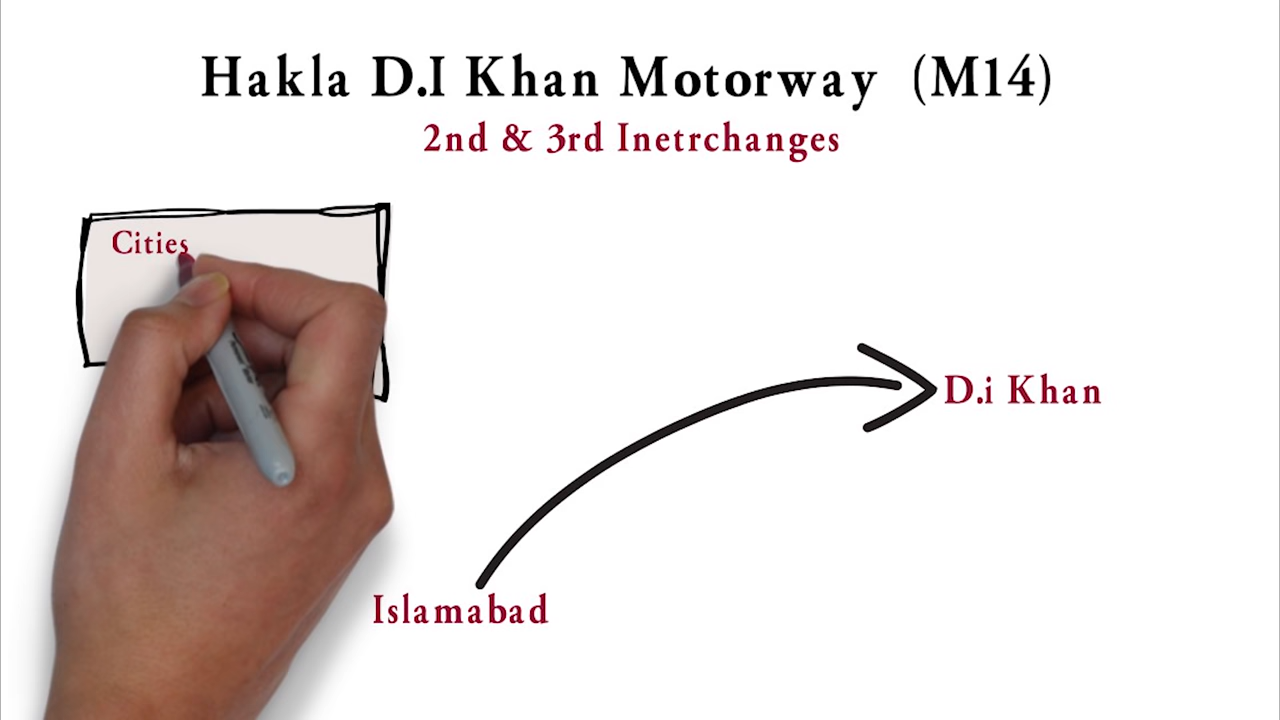 Hakla D.I Khan Motorway (M14)
2nd & 3rd Inetrchanges
Cities
D.i Khan
Islamabad